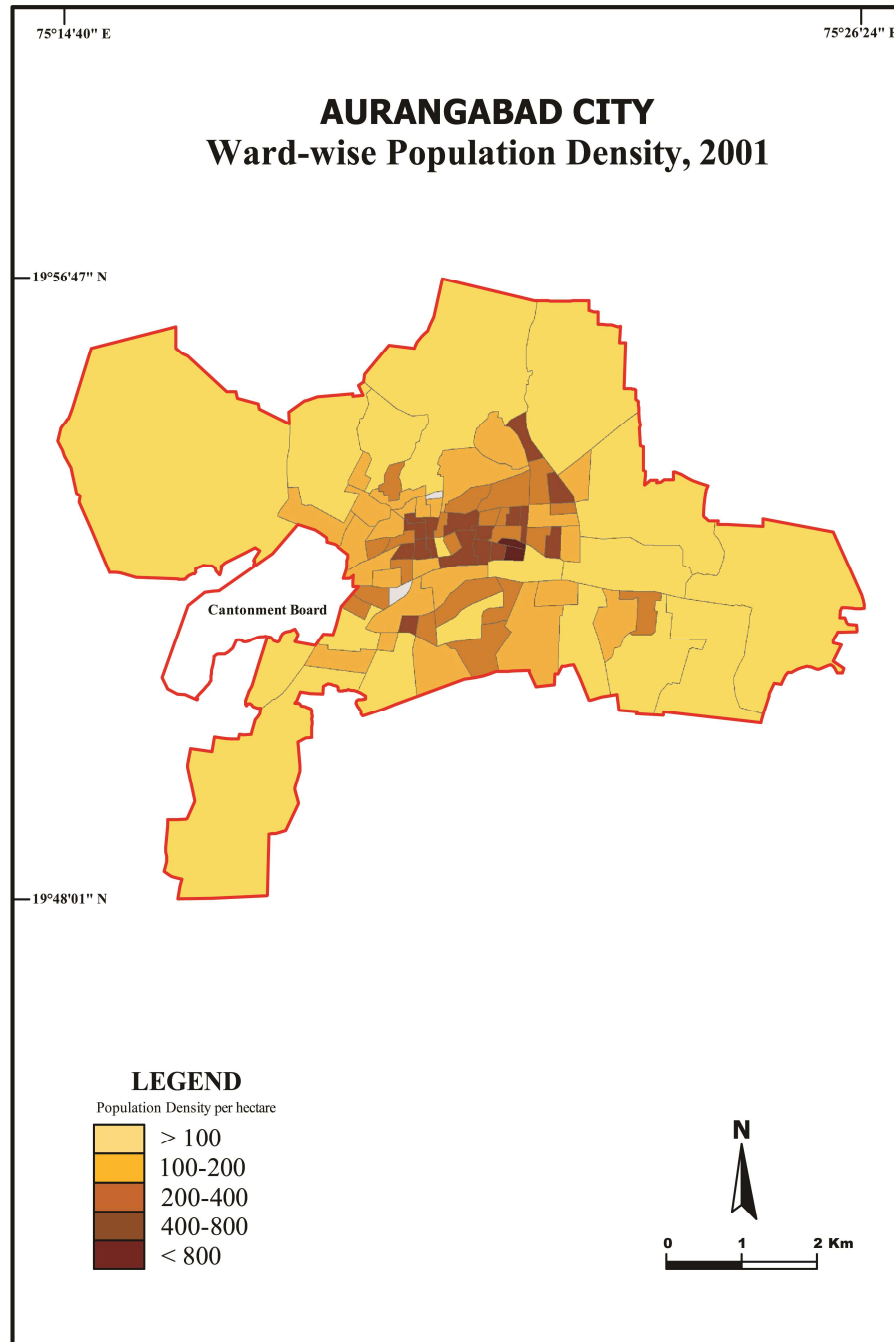 75°14'40" E
75°26'24" E
AURANGABAD CITY
Ward-wise Population Density, 2001
19°56'47" N
Cantonment Board
19°48'01" N
LEGEND
Population Density per hectare
> 100
100-200
200-400
400-800
< 800
N
0 1 2 Km